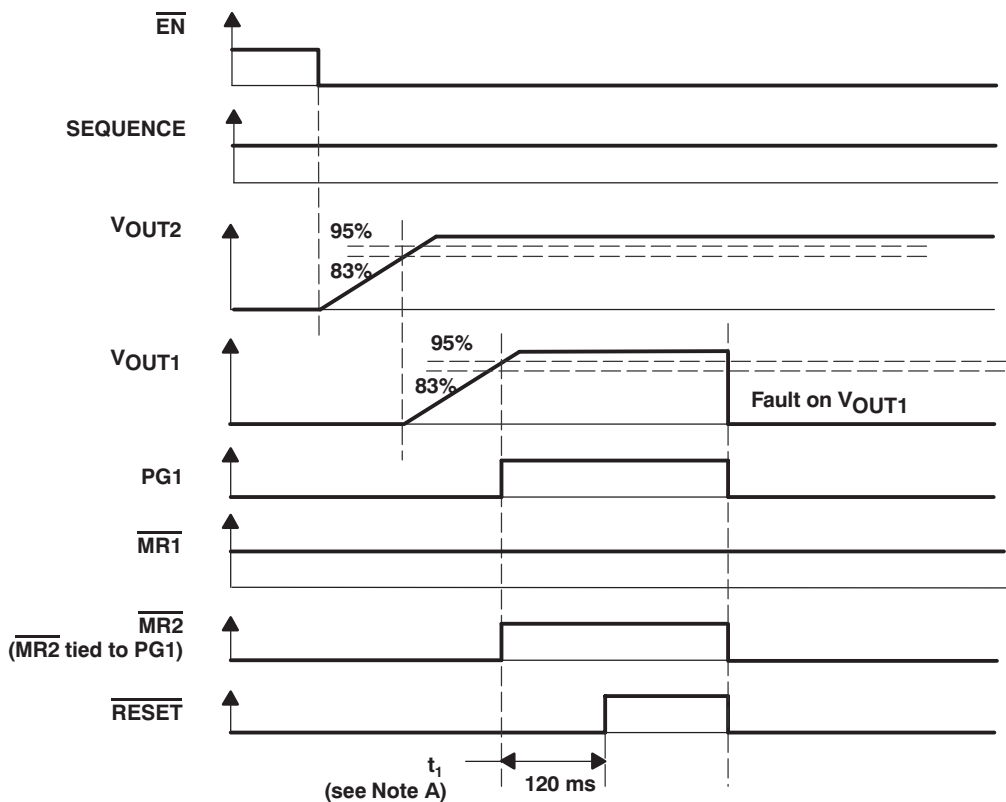 EN
SEQUENCE
VOUT2
95%
83%
VOUT1
95%
83%
Fault on VOUT1
PG1
MR1
MR2
(MR2 tied to PG1)
RESET
t1
(see Note A)
120 ms